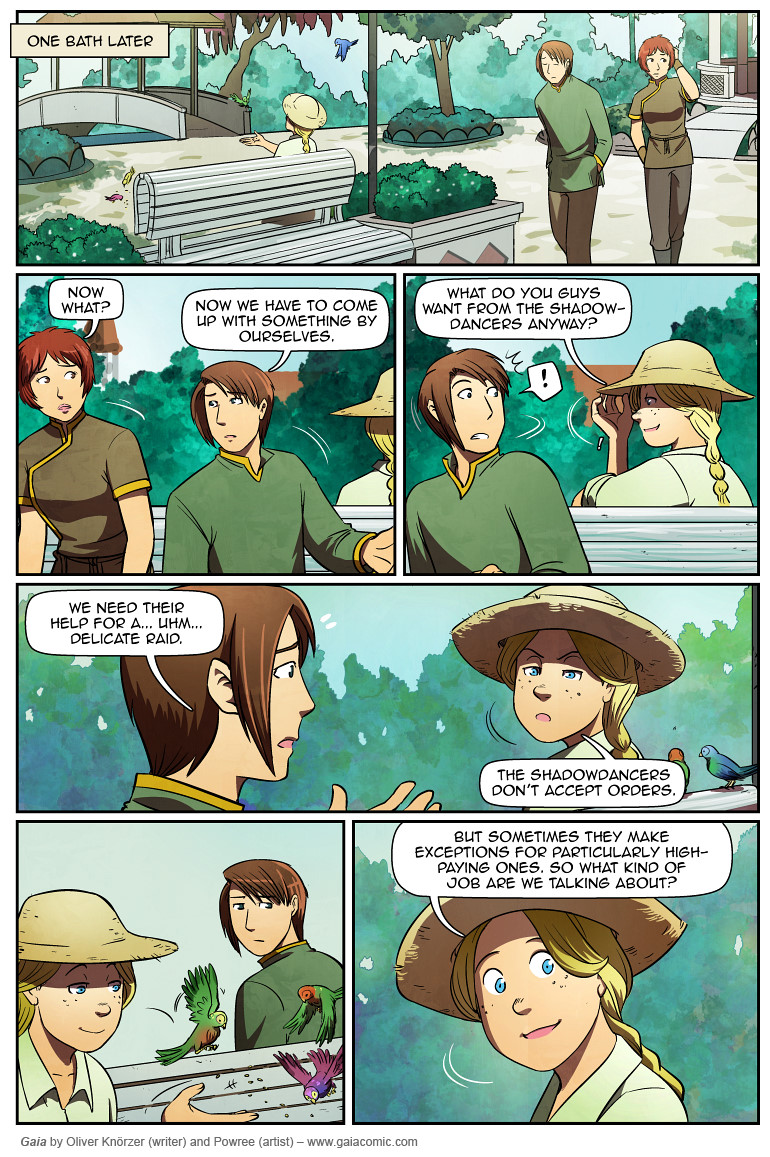 ONE BATH LATER
NOW
WHAT?
NOW WE HAVE TO COME
UP WITH SOMETHING BY
OURSELVES.
WHAT DO YOU GUYS
WANT FROM THE SHADOW-
DANCERS ANYWAY?
!
WE NEED THEIR
HELP FOR A... UHM...
DELICATE RAID.
THE SHADOWDANCERS
DON'T ACCEPT ORDERS.
BUT SOMETIMES THEY MAKE
EXCEPTIONS FOR PARTICULARLY HIGH-
PAYING ONES. SO WHAT KIND OF
JOB ARE WE TALKING ABOUT?
Gaia by Oliver Knörzer (writer) and Powree (artist) – www.gaiacomic.com